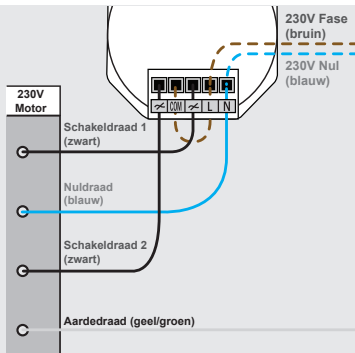 230V Fase
(bruin)
230V Nul
(blauw)
230V
Motor
COM
L
N
Schakeldraad 1
(zwart)
Nuldraad
(blauw)
Schakeldraad 2
(zwart)
Aardedraad (geel/groen)